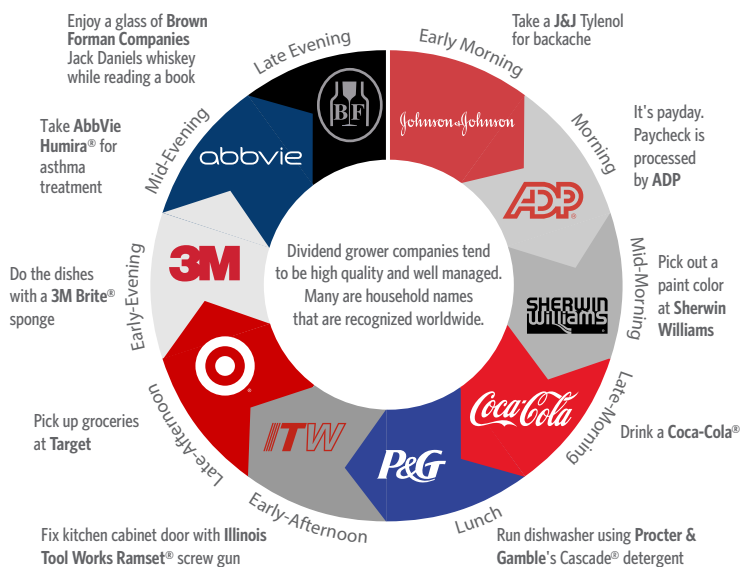 Enjoy a glass of Brown
Forman Companies
Jack Daniels whiskey
while reading a book
Late Evening
BF
Early Morning
Johnson & Johnson
Take a J&J Tylenol
for backache
Morning
ADP®
It's payday.
Paycheck is
processed
by ADP
Mid-Morning
SHERWIN
WILLIAMS
Pick out a
paint color
at Sherwin
Williams
Late-Morning
Coca-Cola
Drink a Coca-Cola®
Lunch
P&G
Run dishwasher using Procter &
Gamble's Cascade® detergent
Early-Afternoon
ITW
Fix kitchen cabinet door with Illinois
Tool Works Ramset® screw gun
Late-Afternoon
®
Pick up groceries
at Target
Early-Evening
3M
Do the dishes
with a 3M Brite®
sponge
Mid-Evening
abbvie
Take AbbVie
Humira® for
asthma
treatment
Dividend grower companies tend
to be high quality and well managed.
Many are household names
that are recognized worldwide.